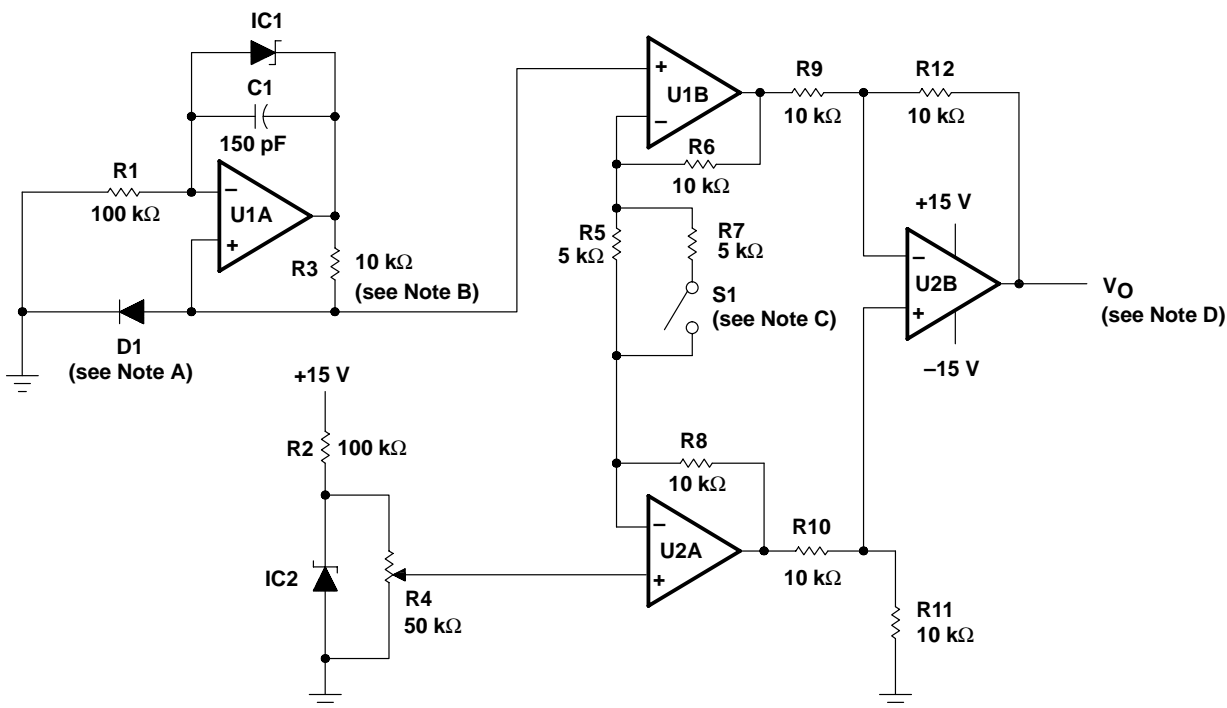 IC1
C1
150 pF
R1
100 kΩ
−
U1A
+
R3
10 kΩ
(see Note B)
D1
(see Note A)
+15 V
R2
100 kΩ
IC2
R4
50 kΩ
+
U1B
−
R6
10 kΩ
R5
5 kΩ
R7
5 kΩ
S1
(see Note C)
R8
10 kΩ
−
U2A
+
R9
10 kΩ
R12
10 kΩ
+15 V
−
U2B
+
−15 V
VO
(see Note D)
R10
10 kΩ
R11
10 kΩ